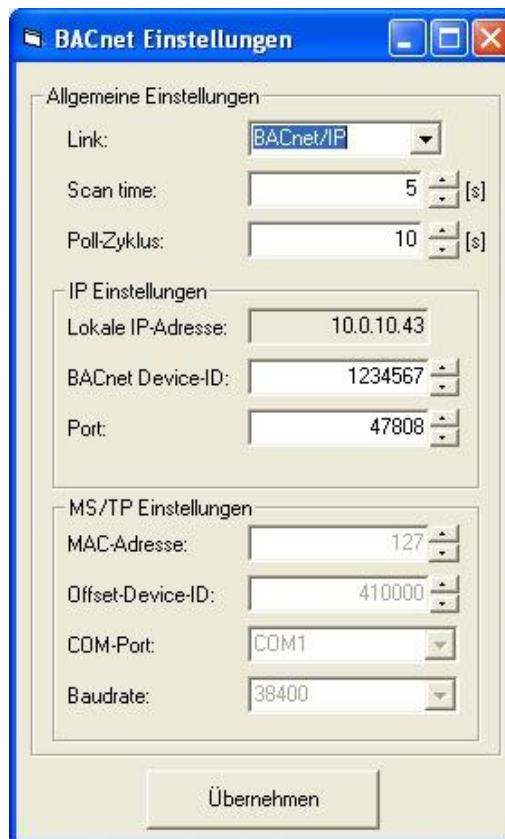 BACnet Einstellungen
Allgemeine Einstellungen
Link: BACnet/IP
Scan time: 5 [s]
Poll-Zyklus: 10 [s]
IP Einstellungen
Lokale IP-Adresse: 10.0.10.43
BACnet Device-ID: 1234567
Port: 47808
MS/TP Einstellungen
MAC-Adresse: 127
Offset-Device-ID: 410000
COM-Port: COM1
Baudrate: 38400
Übernehmen